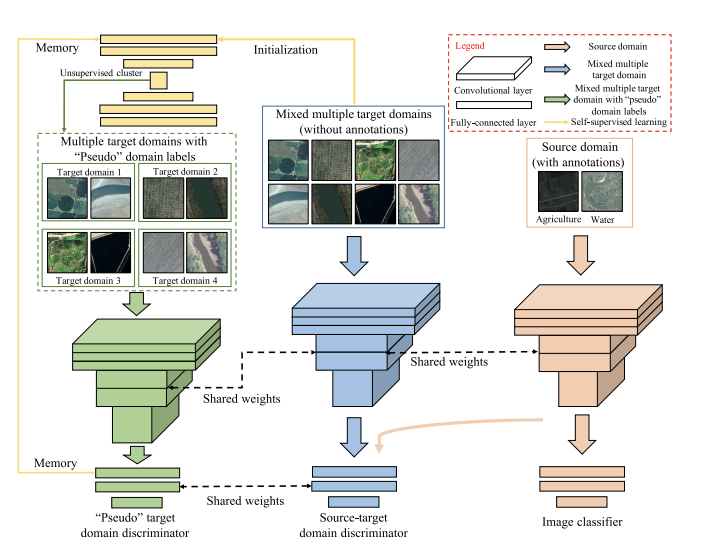 Memory
Initialization
Unsupervised cluster
Legend
Source domain
Mixed multiple
target domain
Convolutional layer
Mixed multiple target
domain with “pseudo”
domain labels
Fully-connected layer
Self-supervised learning
Multiple target domains with
“Pseudo” domain labels
Target domain 1
Target domain 2
Target domain 3
Target domain 4
Mixed multiple target domains
(without annotations)
Source domain
(with annotations)
Agriculture
Water
Shared weights
Shared weights
Memory
Shared weights
“Pseudo” target
domain discriminator
Source-target
domain discriminator
Image classifier